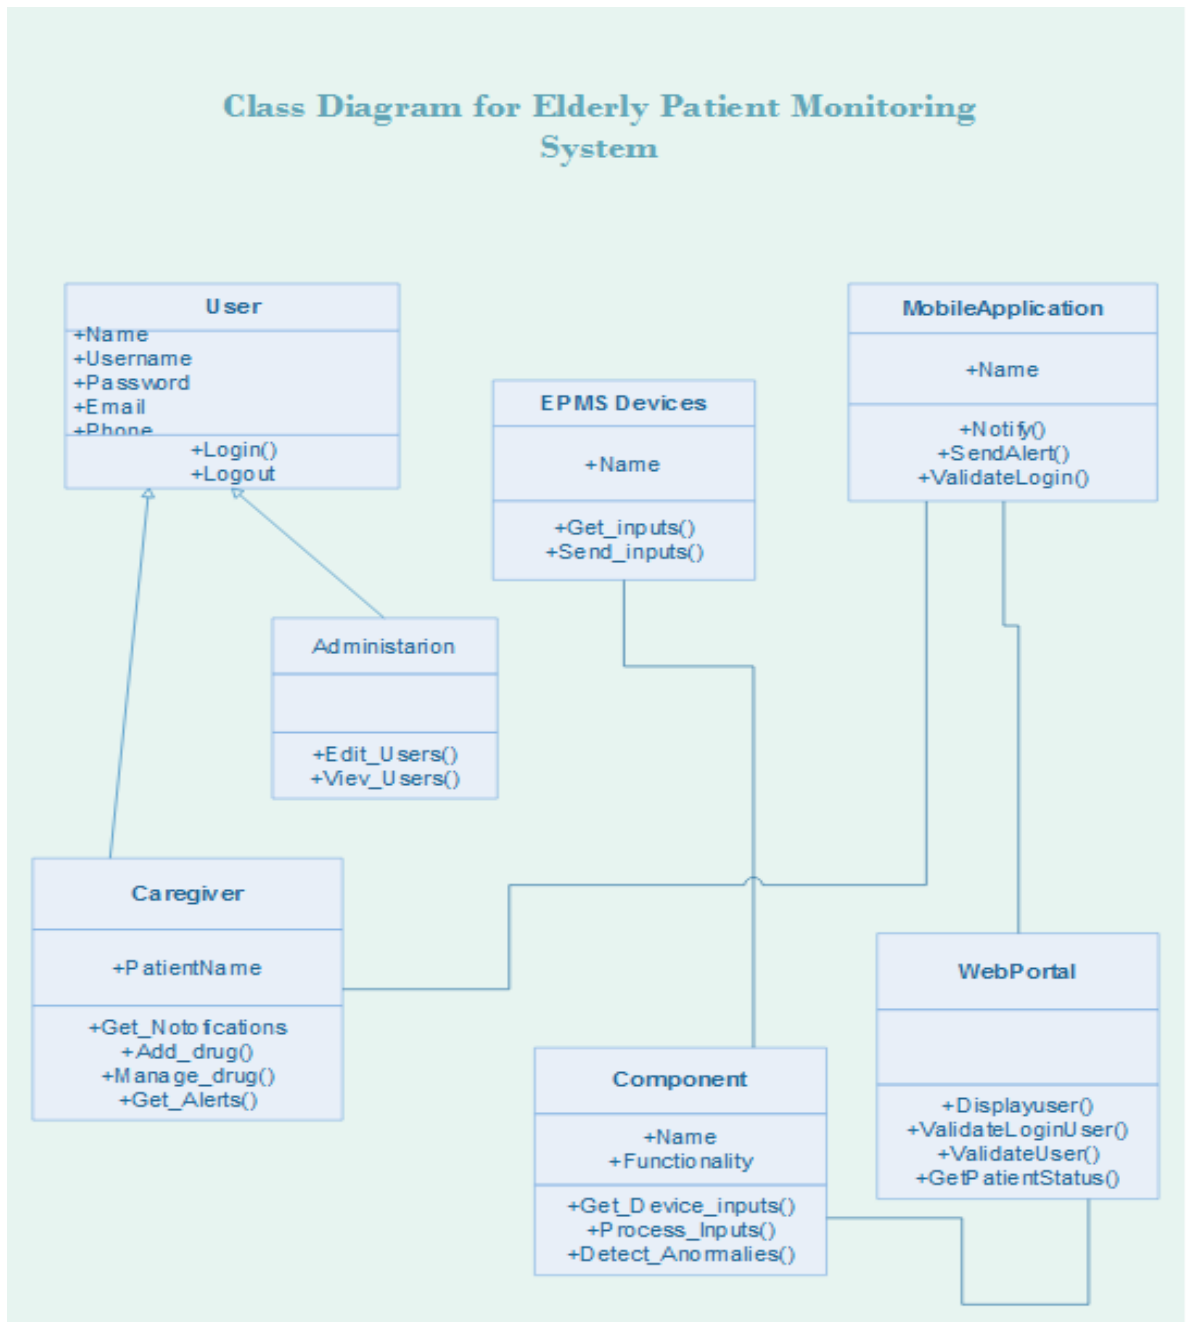 Class Diagram for Elderly Patient Monitoring
System
User
+Name
+Username
+Password
+Email
+Phone
+Login()
+Logout
EPMS Devices
+Name
+Get_inputs()
+Send_inputs()
MobileApplication
+Name
+Notify()
+SendAlert()
+ValidateLogin()
Administarion
+Edit_Users()
+Viev_Users()
Caregiver
+PatientName
+Get_Notofications
+Add_drug()
+Manage_drug()
+Get_Alerts()
Component
+Name
+Functionality
+Get_Device_inputs()
+Process_Inputs()
+Detect_Anormalies()
WebPortal
+Displayuser()
+ValidateLoginUser()
+ValidateUser()
+GetPatientStatus()